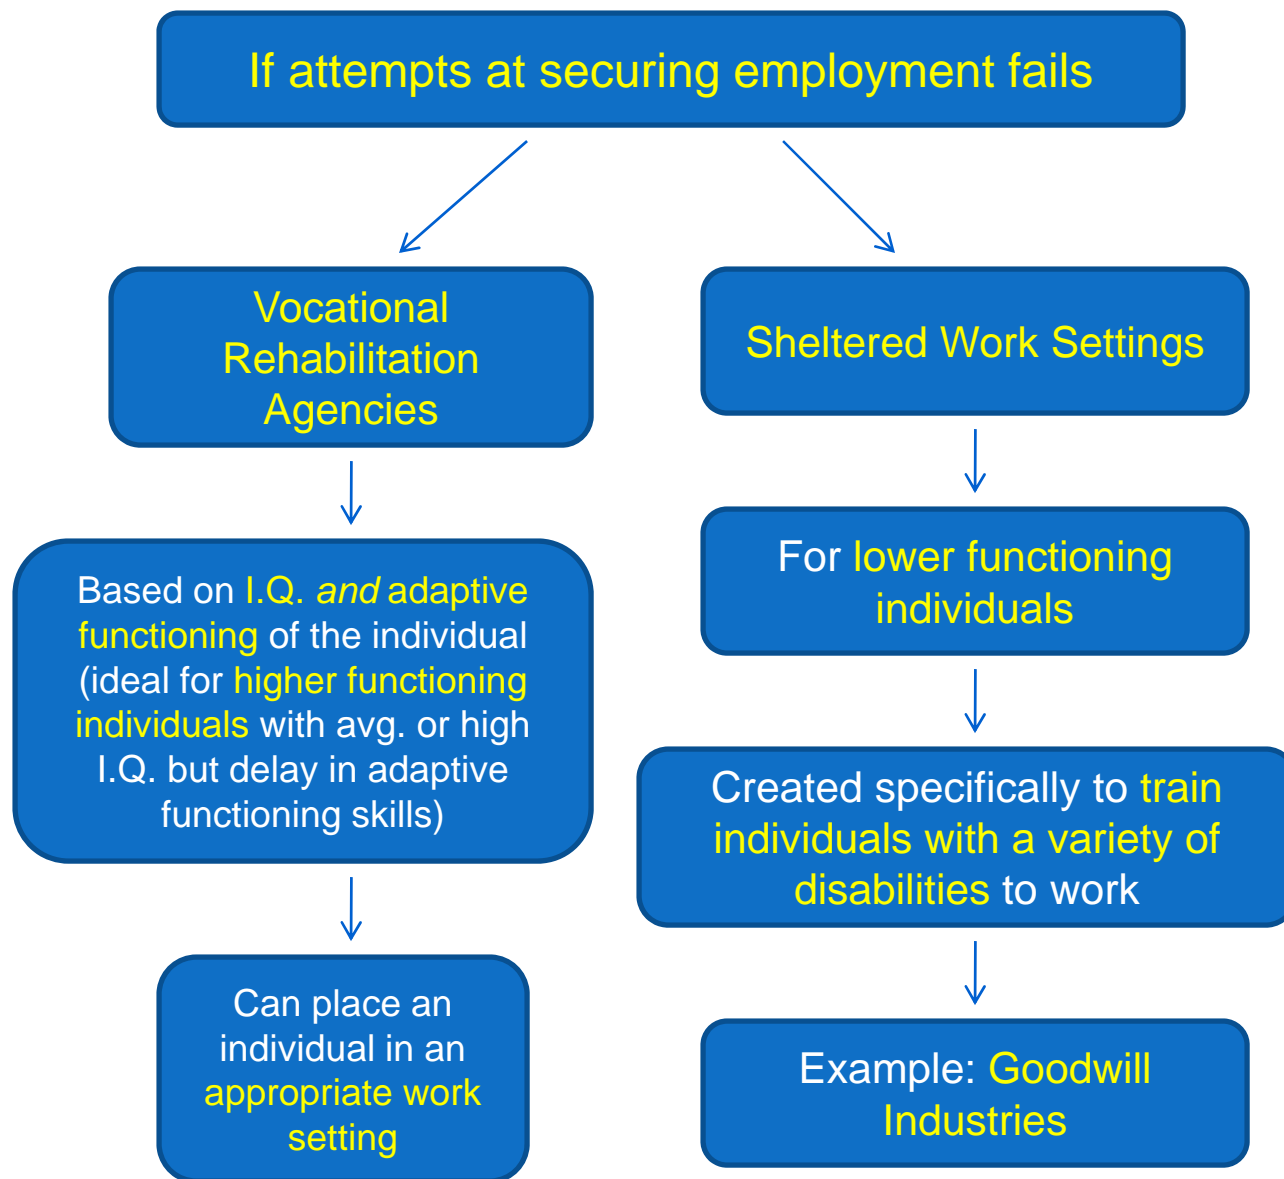 If attempts at securing employment fails
Vocational
Rehabilitation
Agencies
Based on I.Q. and adaptive
functioning of the individual
(ideal for higher functioning
individuals with avg. or high
I.Q. but delay in adaptive
functioning skills)
Can place an
individual in an
appropriate work
setting
Sheltered Work Settings
For lower functioning
individuals
Created specifically to train
individuals with a variety of
disabilities to work
Example: Goodwill
Industries